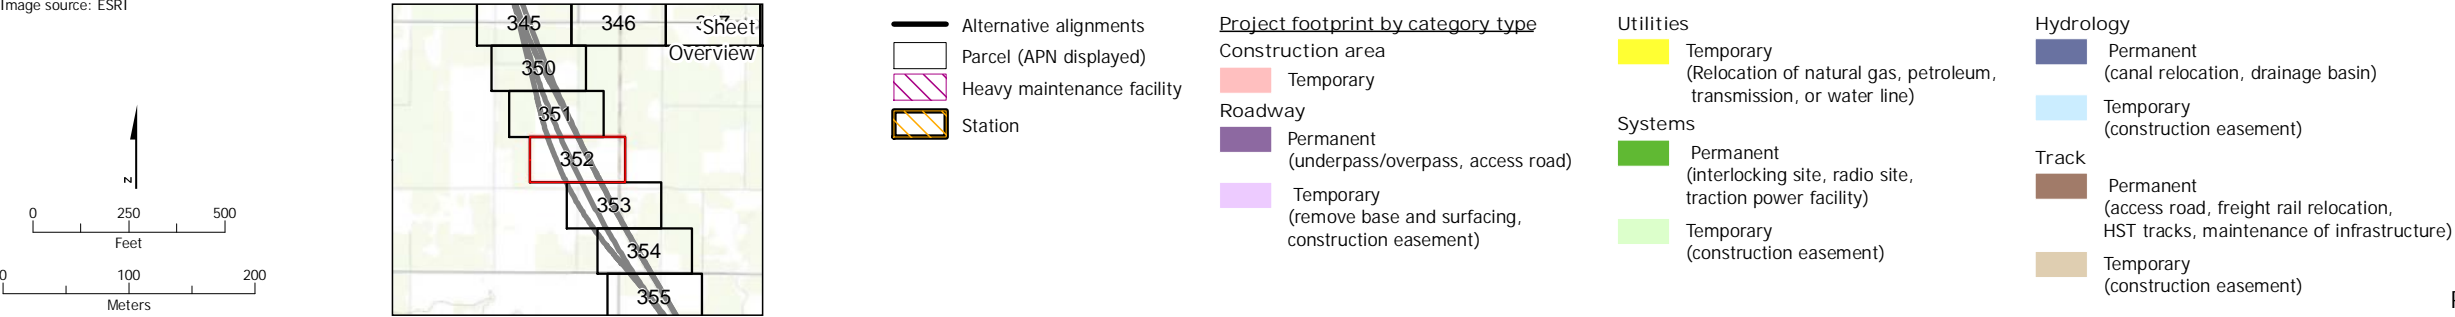 Image source: ESRI
N
0 250 500
Feet
0 100 200
Meters
345 346
Sheet
Overview
350
351
352
353
354
355
Alternative alignments
Parcel (APN displayed)
Heavy maintenance facility
Station
Project footprint by category type
Construction area
Temporary
Roadway
Permanent
(underpass/overpass, access road)
Temporary
(remove base and surfacing,
construction easement)
Utilities
Temporary
(Relocation of natural gas, petroleum,
transmission, or water line)
Systems
Permanent
(interlocking site, radio site,
traction power facility)
Temporary
(construction easement)
Hydrology
Permanent
(canal relocation, drainage basin)
Temporary
(construction easement)
Track
Permanent
(access road, freight rail relocation,
HST tracks, maintenance of infrastructure)
Temporary
(construction easement)